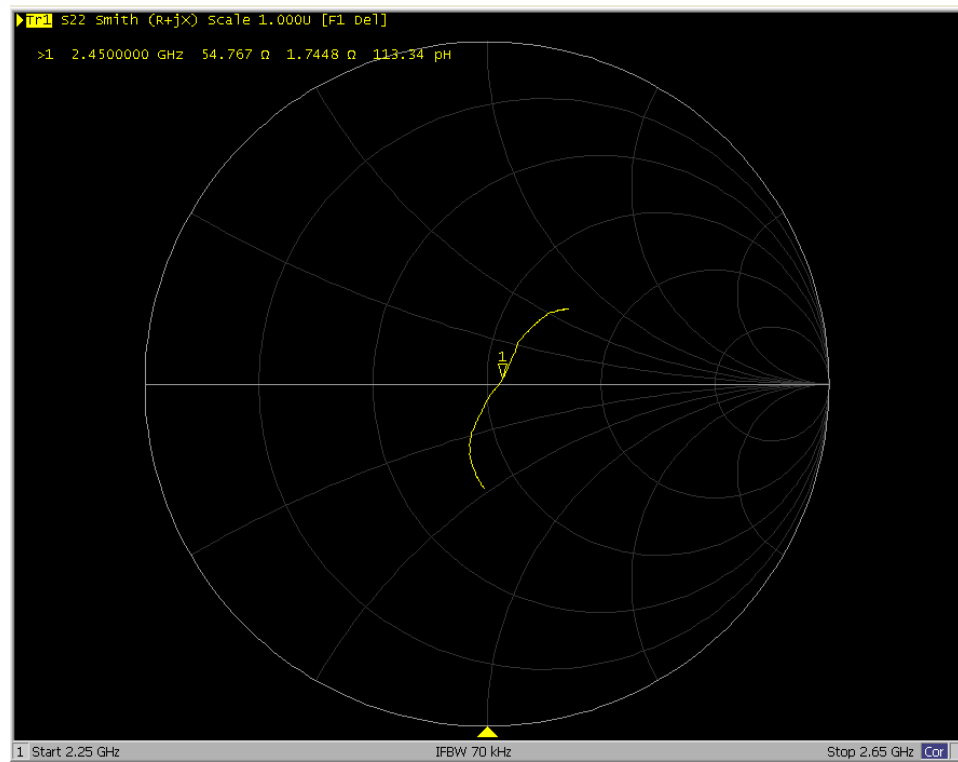 Tr1 S22 Smith (R+jX) Scale 1.000U [F1 Del]
>1 2.4500000 GHz 54.767 Ω 1.7448 Ω 113.34 pH
1
1 Start 2.25 GHz IFBW 70 kHz Stop 2.65 GHz Cor